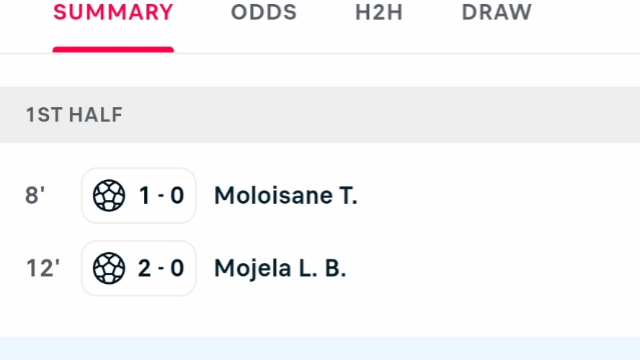 SUMMARY ODDS H2H DRAW
1ST HALF
8' 1 - 0 Moloisane T.
12' 2 - 0 Mojela L. B.